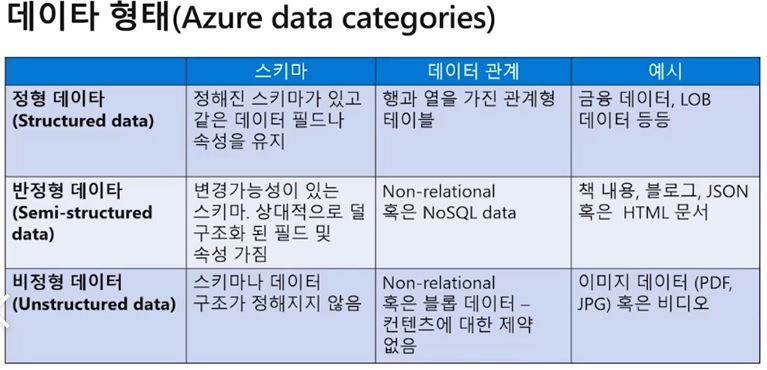 데이타 형태(Azure data categories)
스키마
데이터 관계
예시
정형 데이타
(Structured data)
정해진 스키마가 있고
같은 데이터 필드나
속성을 유지
행과 열을 가진 관계형
테이블
금융 데이터, LOB
데이터 등등
반정형 데이타
(Semi-structured
data)
변경가능성이 있는
스키마. 상대적으로 덜
구조화 된 필드 및
속성 가짐
Non-relational
혹은 NoSQL data
책 내용, 블로그, JSON
혹은 HTML 문서
비정형 데이터
(Unstructured data)
스키마나 데이터
구조가 정해지지 않음
Non-relational
혹은 블롭 데이터 –
컨텐츠에 대한 제약
없음
이미지 데이터 (PDF,
JPG) 혹은 비디오